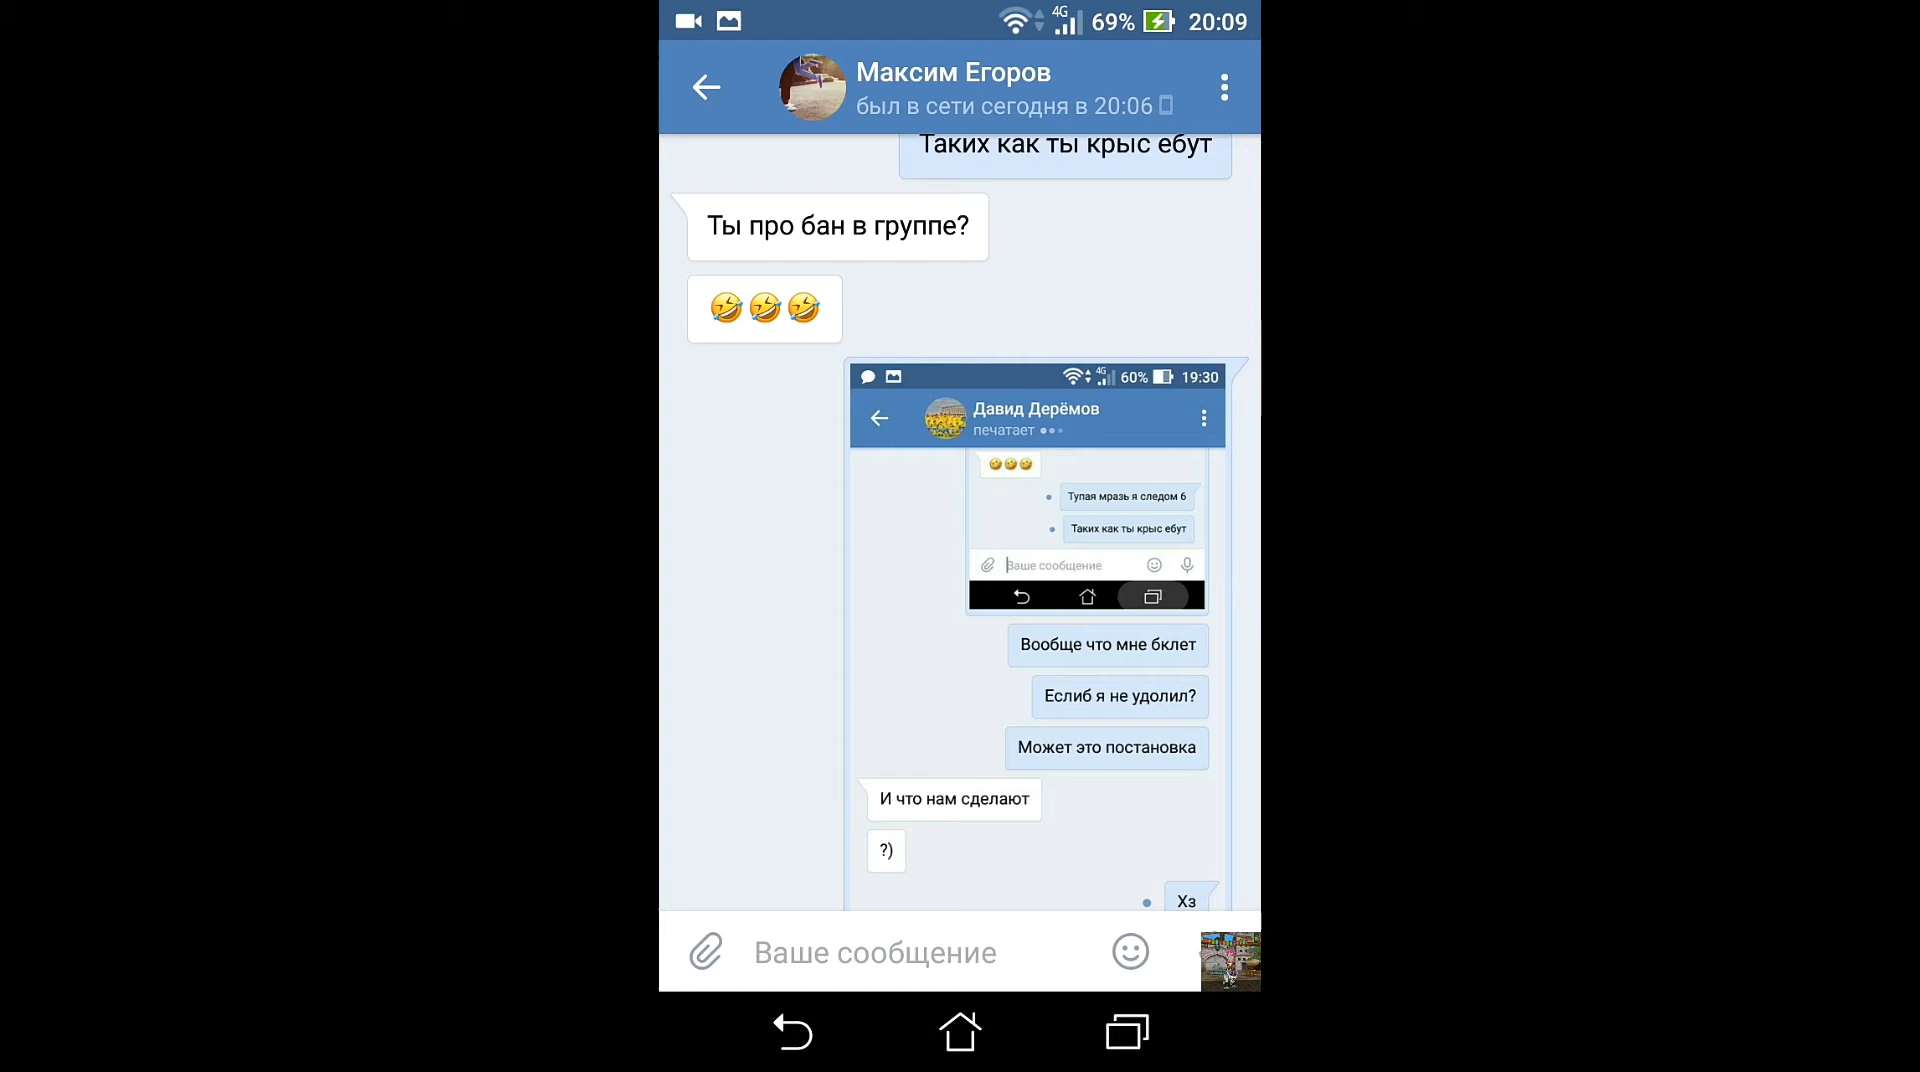 4G 69% 20:09
Максим Егоров
был в сети сегодня в 20:06
Таких как ты крыс ебут
Ты про бан в группе?
4G 60% 19:30
Давид Дерёмов
печатает
Тупая мразь я следом 6
Таких как ты крыс ебут
Ваше сообщение
Вообще что мне бклет
Еслиб я не удолил?
Может это постановка
И что нам сделают
?)
Хз
Ваше сообщение